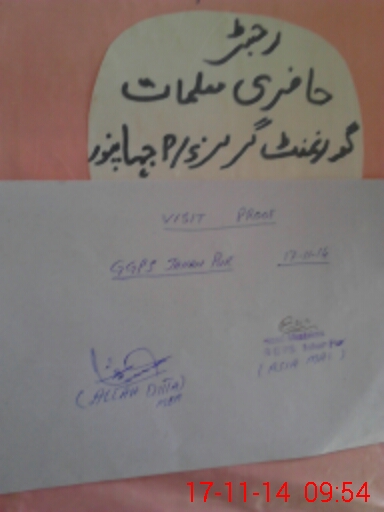 رجسٹر
حاضری معلمات
گورنمنٹ گرلز P/S جہانپور
VISIT PROOF
GGPS Jahan Pur 17-11-14
(ALLAH DITTA)
(ASIA MAI)
17-11-14 09:54